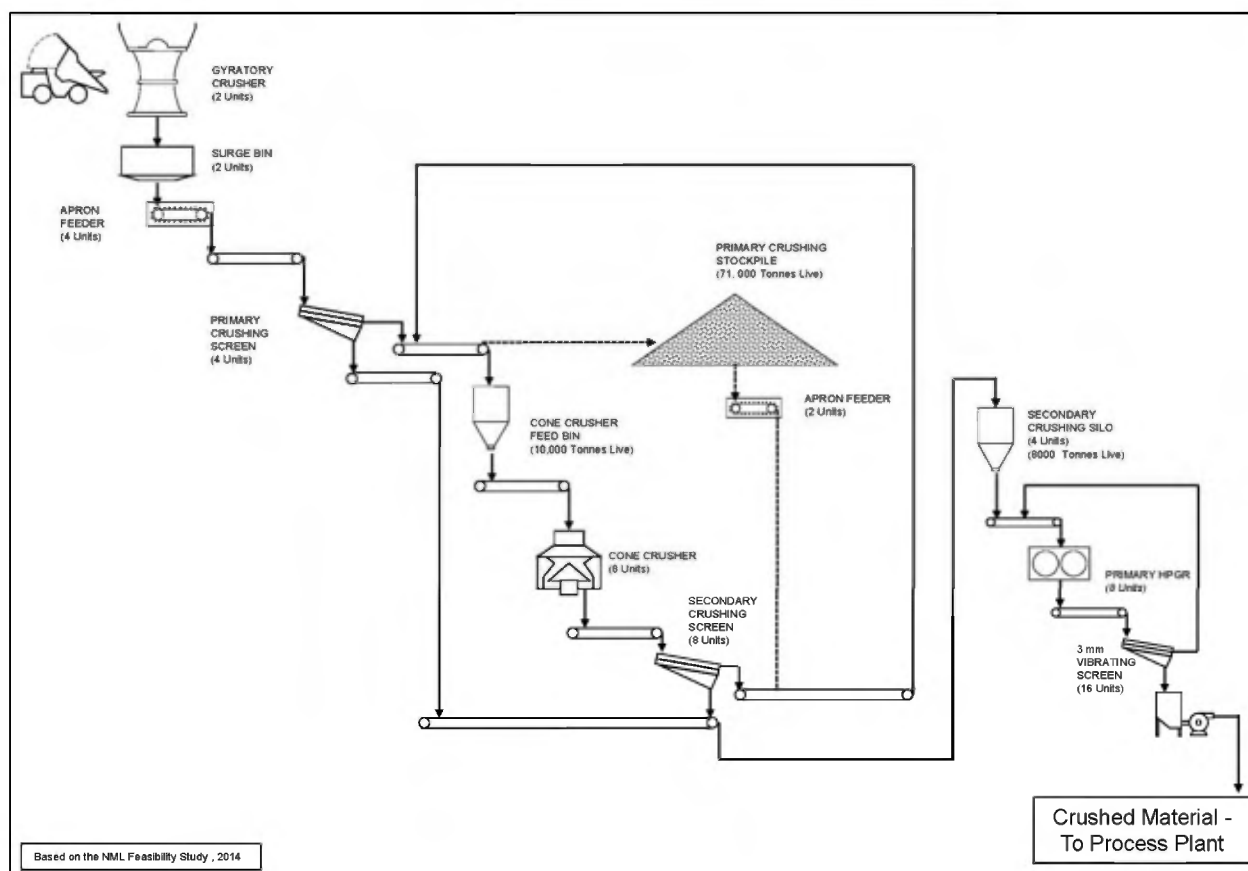 GYRATORY
CRUSHER
(2 Units)
SURGE BIN
(2 Units)
APRON
FEEDER
(4 Units)
PRIMARY
CRUSHING
SCREEN
(4 Units)
PRIMARY CRUSHING
STOCKPILE
(71, 000 Tonnes Live)
APRON FEEDER
(2 Units)
CONE CRUSHER
FEED BIN
(10,000 Tonnes Live)
CONE CRUSHER
(8 Units)
SECONDARY
CRUSHING
SCREEN
(8 Units)
SECONDARY
CRUSHING SILO
(4 Units)
(8000 Tonnes Live)
PRIMARY HPGR
(8 Units)
3 mm
VIBRATING
SCREEN
(16 Units)
Crushed Material -
To Process Plant
Based on the NML Feasibility Study , 2014